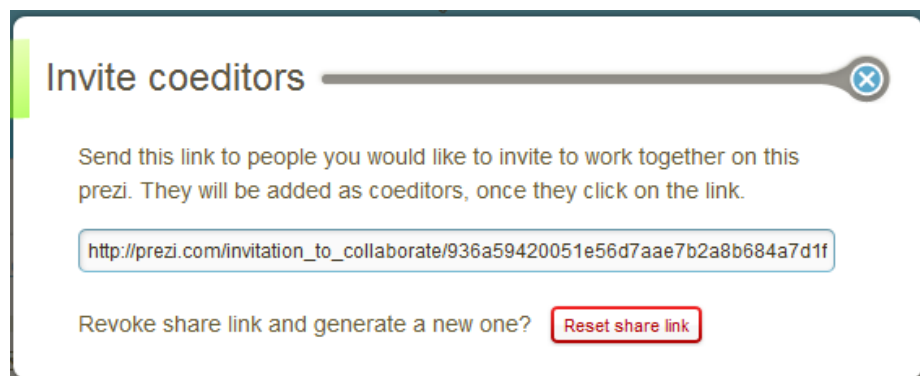 Invite coeditors
Send this link to people you would like to invite to work together on this
prezi. They will be added as coeditors, once they click on the link.
http://prezi.com/invitation_to_collaborate/936a59420051e56d7aae7b2a8b684a7d1f
Revoke share link and generate a new one? Reset share link